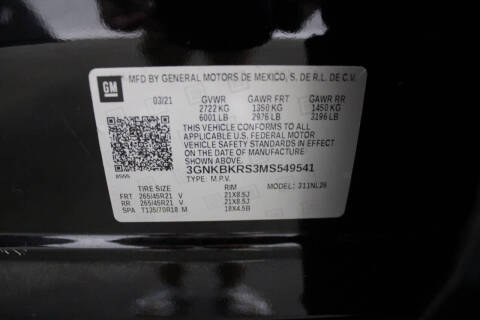 GM MFD BY GENERAL MOTORS DE MEXICO, S. DE R.L. DE C.V.
03/21 GVWR GAWR FRT GAWR RR
2722 KG 1350 KG 1450 KG
6001 LB 2976 LB 3196 LB
THIS VEHICLE CONFORMS TO ALL
APPLICABLE U.S. FEDERAL MOTOR
VEHICLE SAFETY STANDARDS IN EFFECT
ON THE DATE OF MANUFACTURE SHOWN ABOVE.
3GNKBKRS3MS549541
TYPE: M.P.V. MODEL: 311NL26
TIRE SIZE RIM
FRT 265/45R21 V 21X8.5J
RR 265/45R21 V 21X8.5J
SPA T135/70R18 M 18X4.5B